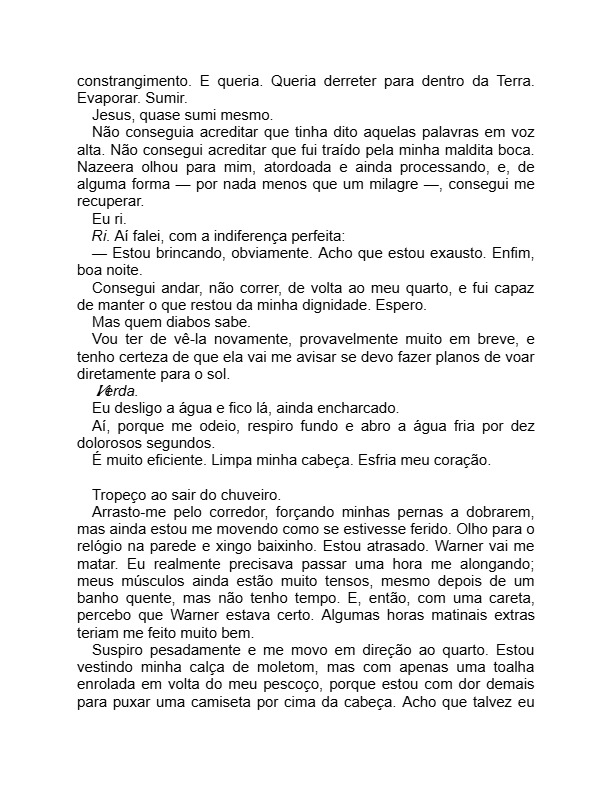 constrangimento. E queria. Queria derreter para dentro da Terra.
Evaporar. Sumir.
Jesus, quase sumi mesmo.
Não conseguia acreditar que tinha dito aquelas palavras em voz
alta. Não consegui acreditar que fui traído pela minha maldita boca.
Nazeera olhou para mim, atordoada e ainda processando, e, de
alguma forma — por nada menos que um milagre —, consegui me
recuperar.
Eu ri.
Ri. Aí falei, com a indiferença perfeita:
— Estou brincando, obviamente. Acho que estou exausto. Enfim,
boa noite.
Consegui andar, não correr, de volta ao meu quarto, e fui capaz
de manter o que restou da minha dignidade. Espero.
Mas quem diabos sabe.
Vou ter de vê-la novamente, provavelmente muito em breve, e
tenho certeza de que ela vai me avisar se devo fazer planos de voar
diretamente para o sol.
Eu desligo a água e fico lá, ainda encharcado.
Aí, porque me odeio, respiro fundo e abro a água fria por dez
dolorosos segundos.
É muito eficiente. Limpa minha cabeça. Esfria meu coração.
Tropeço ao sair do chuveiro.
Arrasto-me pelo corredor, forçando minhas pernas a dobrarem,
mas ainda estou me movendo como se estivesse ferido. Olho para o
relógio na parede e xingo baixinho. Estou atrasado. Warner vai me
matar. Eu realmente precisava passar uma hora me alongando;
meus músculos ainda estão muito tensos, mesmo depois de um
banho quente, mas não tenho tempo. E, então, com uma careta,
percebo que Warner estava certo. Algumas horas matinais extras
teriam me feito muito bem.
Suspiro pesadamente e me movo em direção ao quarto. Estou
vestindo minha calça de moletom, mas com apenas uma toalha
enrolada em volta do meu pescoço, porque estou com dor demais
para puxar uma camiseta por cima da cabeça. Acho que talvez eu